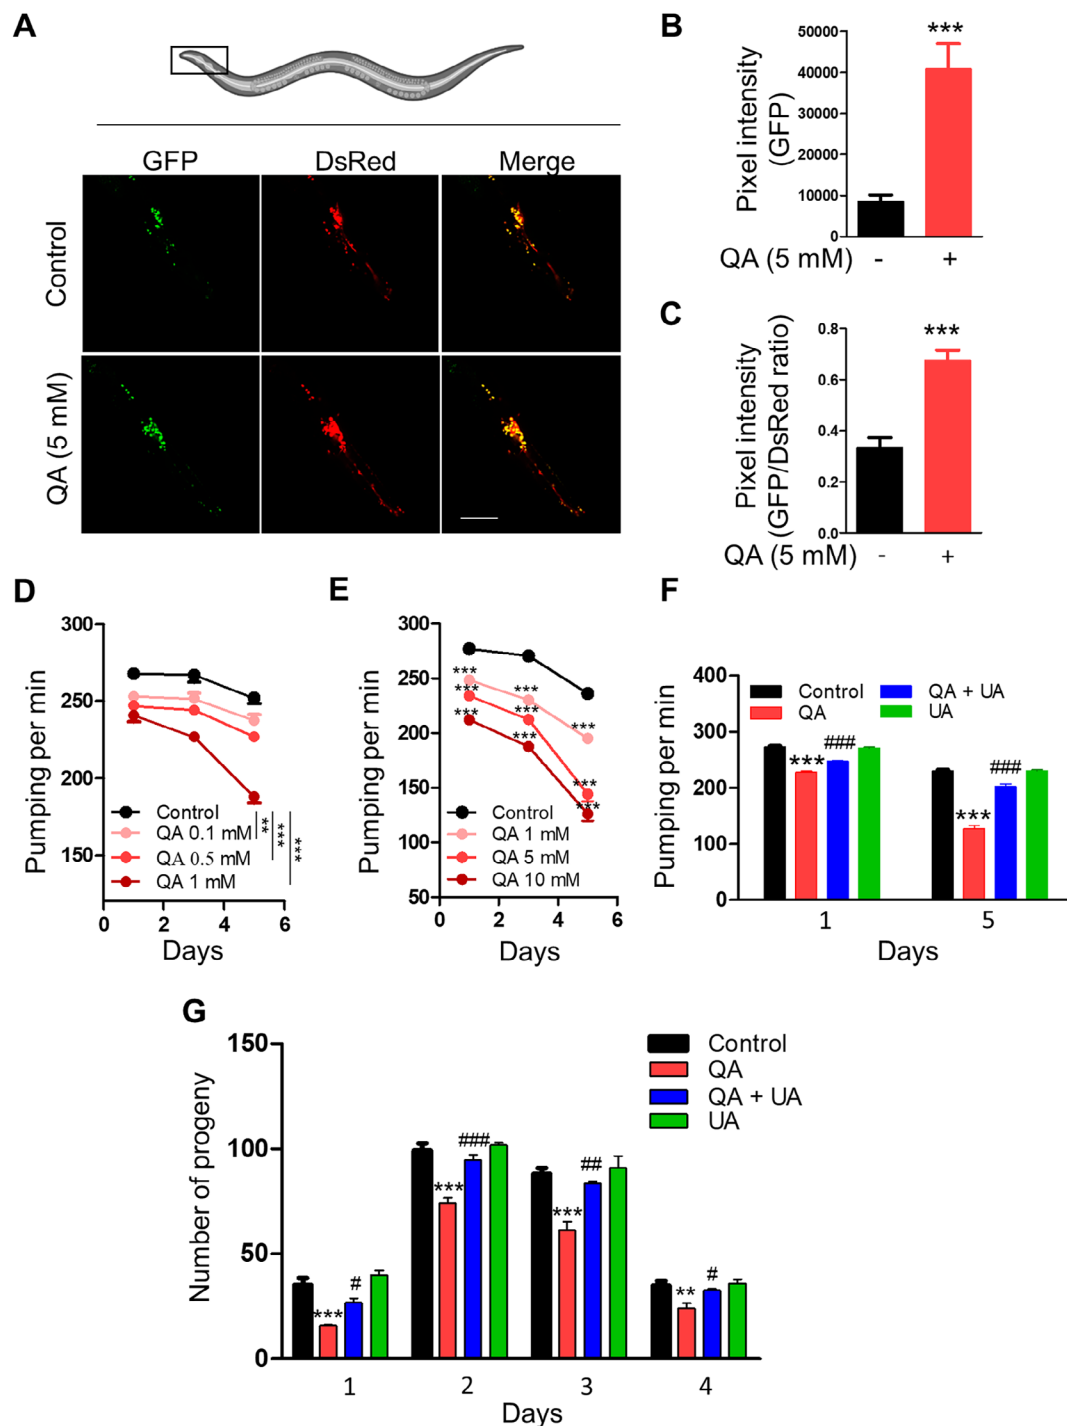 A
GFP DsRed Merge
Control
QA (5 mM)
B
Pixel intensity
(GFP)
50000
40000
30000
20000
10000
0
***
QA (5 mM) - +
C
Pixel intensity
(GFP/DsRed ratio)
0.8
0.6
0.4
0.2
0.0
***
QA (5 mM) - +
D
Pumping per min
300
250
200
150
Control
QA 0.1 mM
QA 0.5 mM
QA 1 mM
**
***
***
0 2 4 6
Days
E
Pumping per min
300
250
200
150
100
50
***
***
***
***
***
***
***
***
***
Control
QA 1 mM
QA 5 mM
QA 10 mM
0 2 4 6
Days
F
Pumping per min
400
300
200
100
0
Control QA + UA
QA UA
*** ###
*** ###
1 5
Days
G
Number of progeny
150
100
50
0
Control
QA
QA + UA
UA
*** #
*** ###
*** ##
** #
1 2 3 4
Days